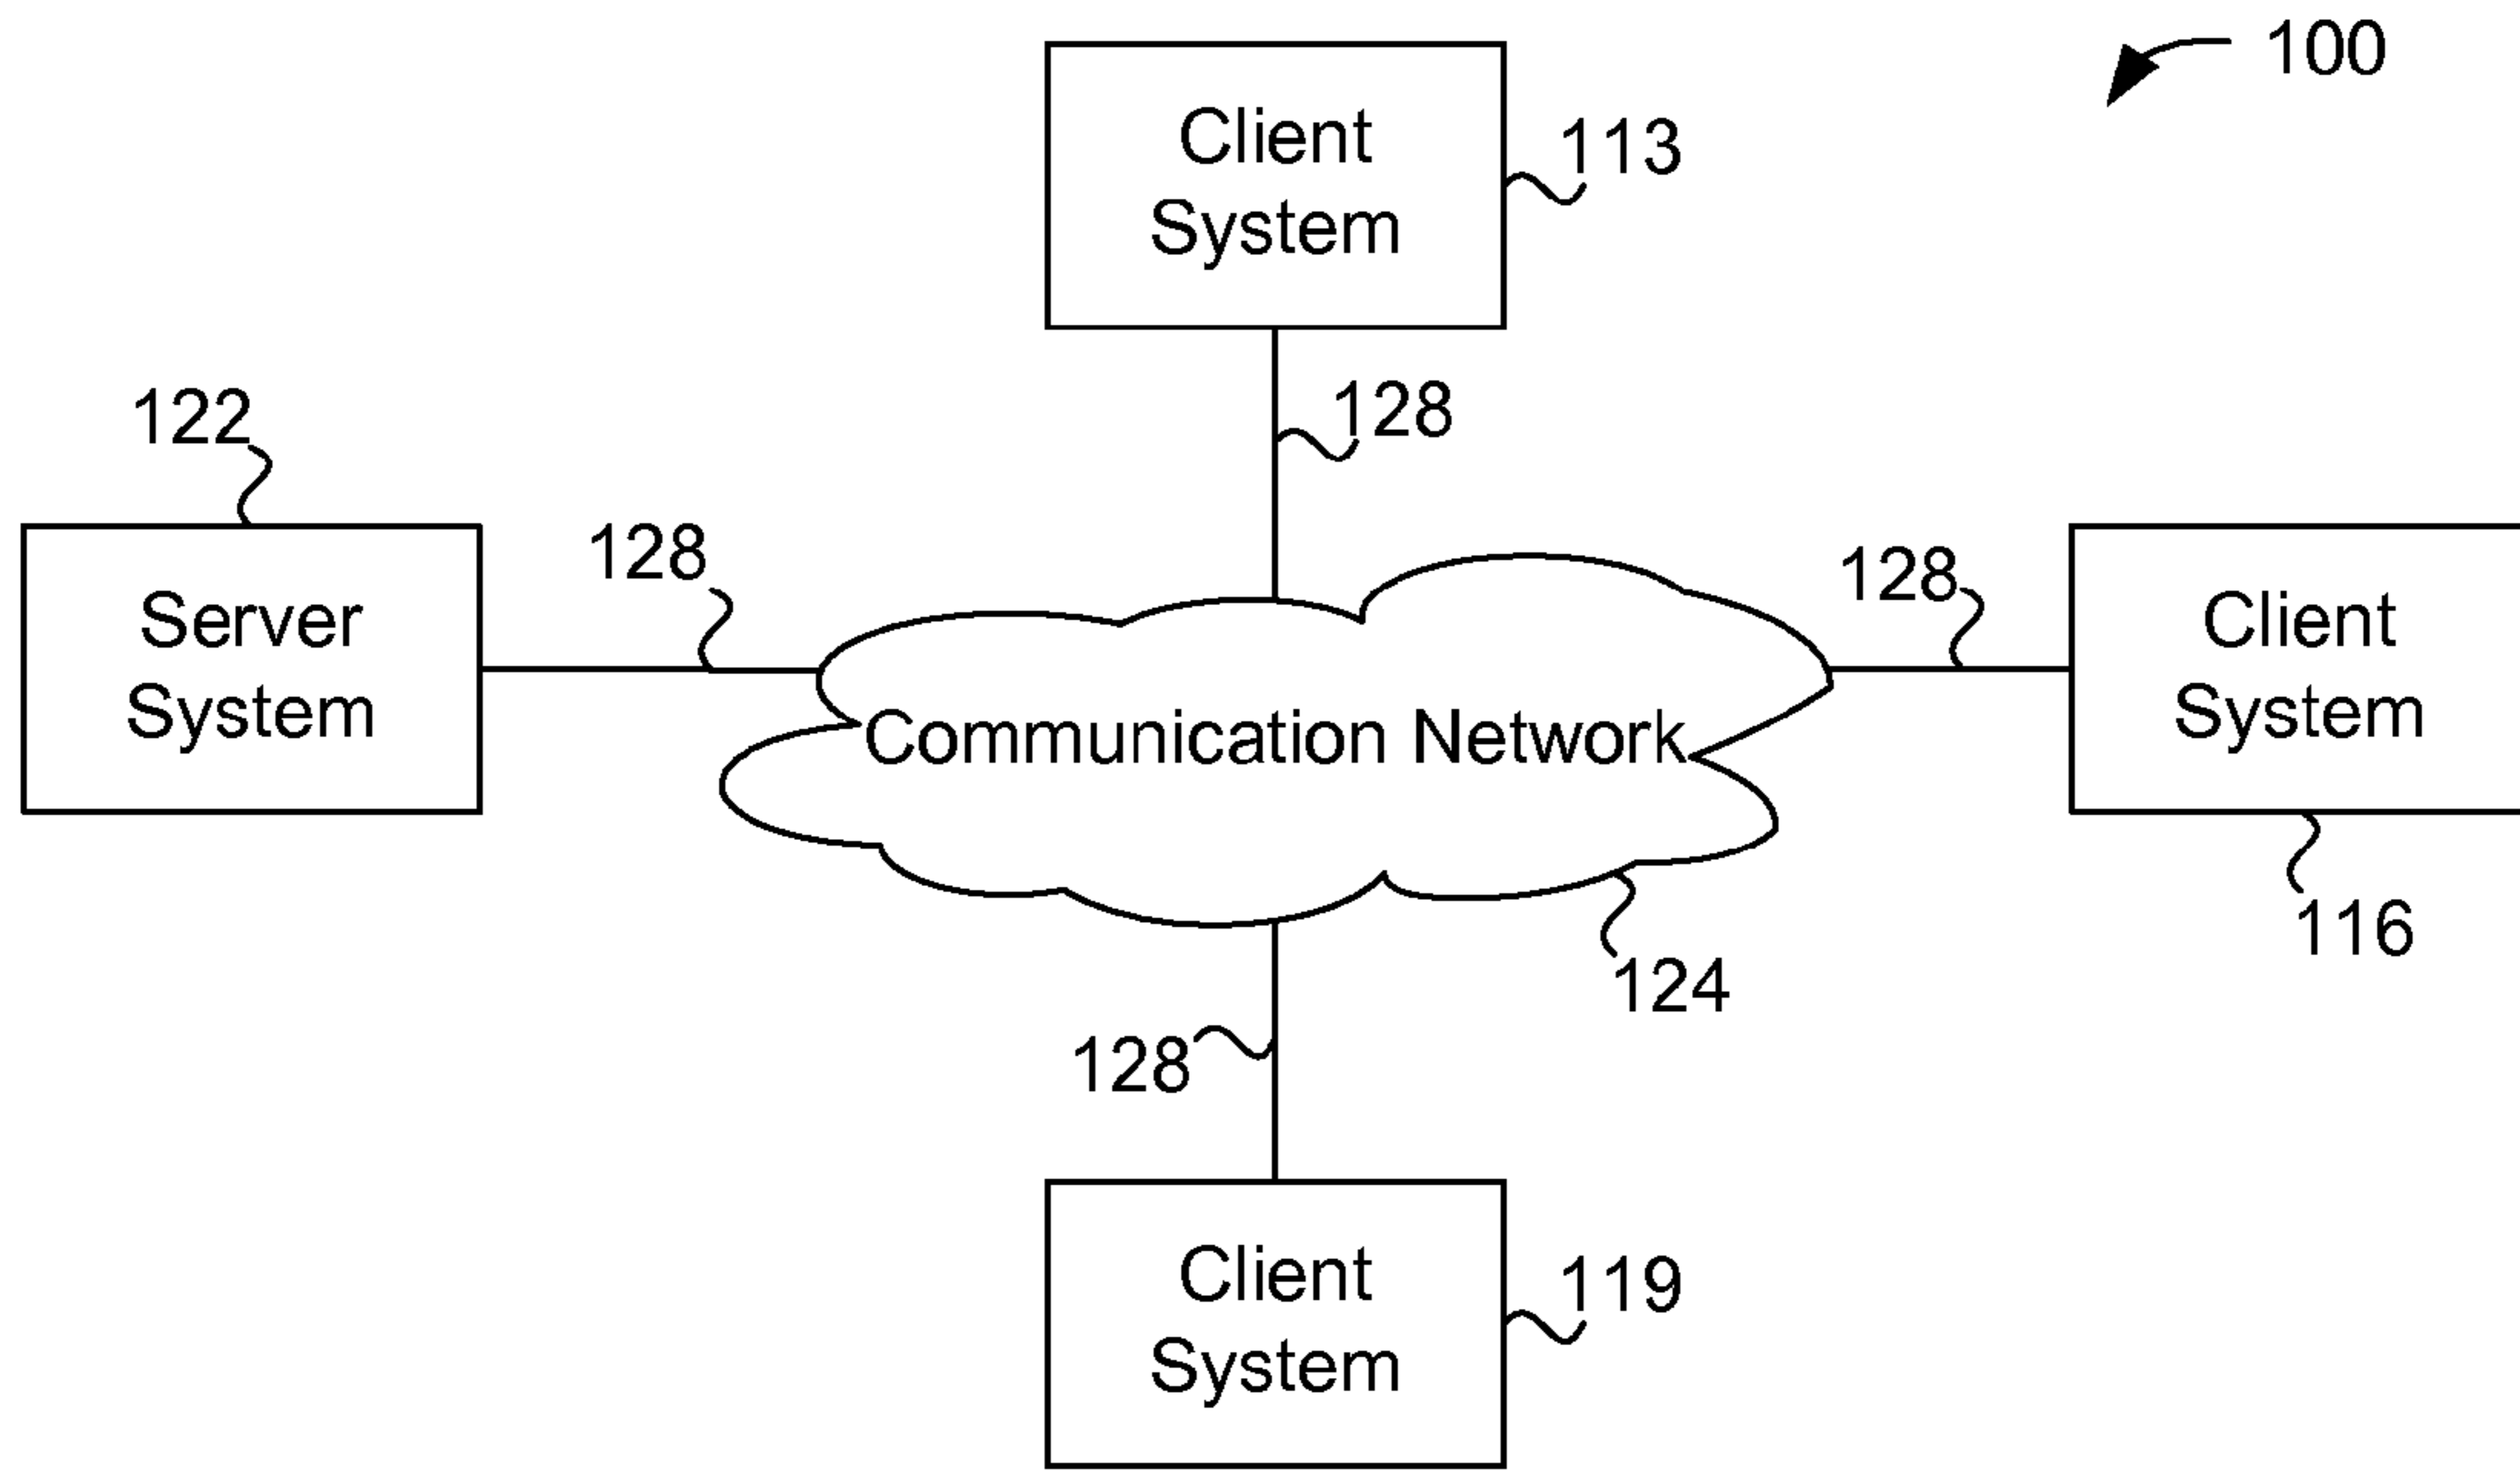 100
Client
System
113
128
122
128
128
Server
System
Client
System
Communication Network
116
124
128
Client
System
119